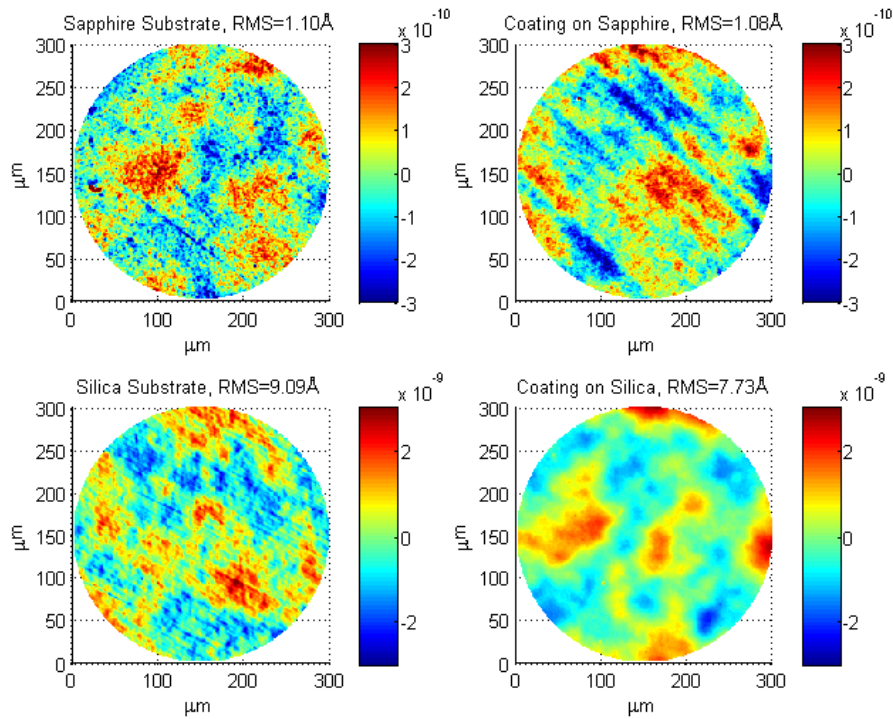 Sapphire Substrate, RMS=1.10Å
x 10^-10
300
250
200
150
100
50
0
µm
0 100 200 300
µm
3
2
1
0
-1
-2
-3
Coating on Sapphire, RMS=1.08Å
x 10^-10
300
250
200
150
100
50
0
µm
0 100 200 300
µm
3
2
1
0
-1
-2
-3
Silica Substrate, RMS=9.09Å
x 10^-9
300
250
200
150
100
50
0
µm
0 100 200 300
µm
2
0
-2
Coating on Silica, RMS=7.73Å
x 10^-9
300
250
200
150
100
50
0
µm
0 100 200 300
µm
2
0
-2